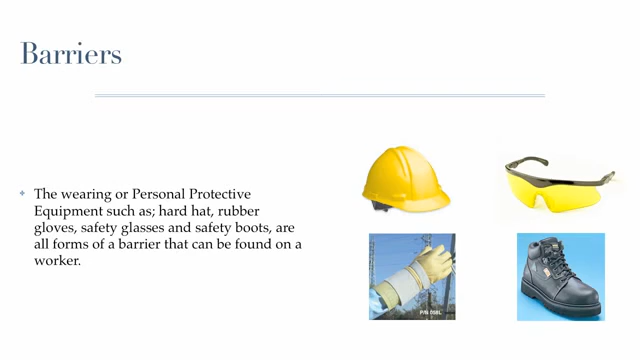 Barriers
The wearing or Personal Protective
Equipment such as; hard hat, rubber
gloves, safety glasses and safety boots, are
all forms of a barrier that can be found on a
worker.
P/N 008L